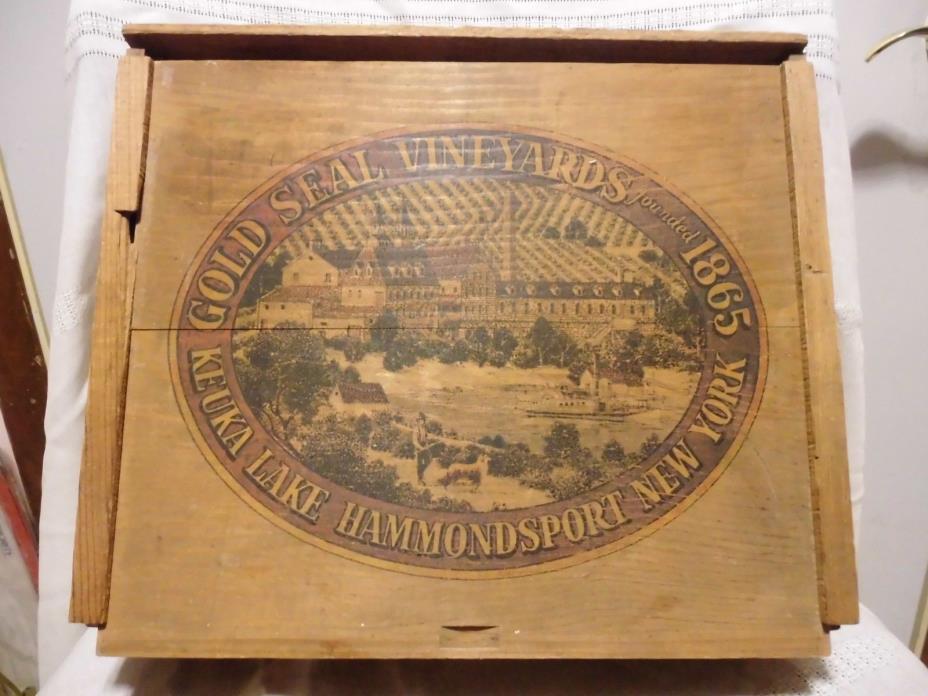 GOLD SEAL VINEYARDS founded 1865
KEUKA LAKE HAMMONDSPORT NEW YORK